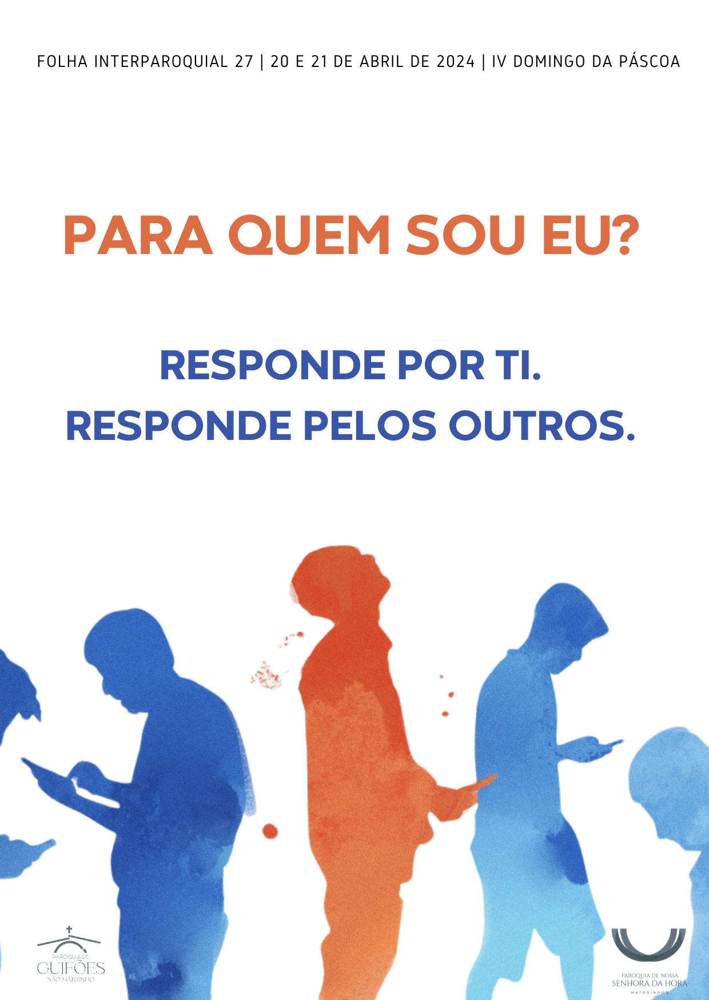 FOLHA INTERPAROQUIAL 27 | 20 E 21 DE ABRIL DE 2024 | IV DOMINGO DA PÁSCOA
PARA QUEM SOU EU?
RESPONDE POR TI.
RESPONDE PELOS OUTROS.
PARÓQUIA DE
GUIFÕES
SÃO MARTINHO
PARÓQUIA DE NOSSA
SENHORA DA HORA
MATOSINHOS